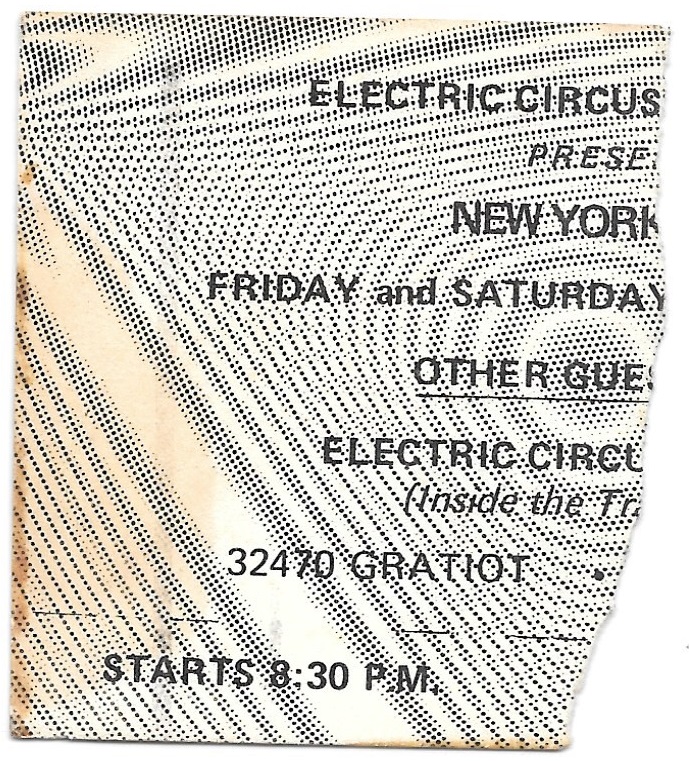 ELECTRIC CIRCUS
PRESE
NEW YORK
FRIDAY and SATURDAY
OTHER GUES
ELECTRIC CIRCU
(Inside the Tr
32470 GRATIOT •
STARTS 8:30 P.M.